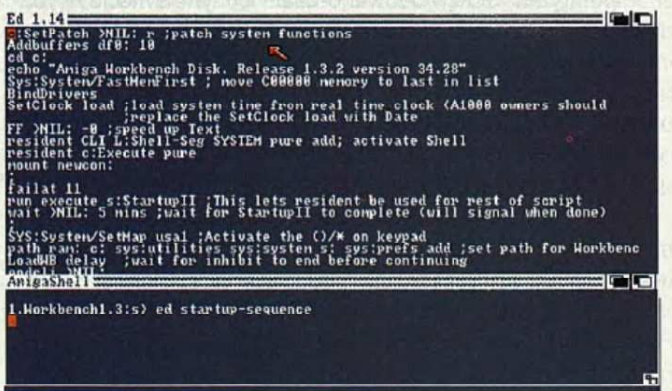 Ed 1.14
c:SetPatch >NIL: r ;patch system functions
Addbuffers df0: 10
cd c:
echo "Amiga Workbench Disk. Release 1.3.2 version 34.28"
Sys:System/FastMemFirst ; move C00000 memory to last in list
BindDrivers
SetClock load ;load system time from real time clock (A1000 owners should
;replace the SetClock load with Date
FF >NIL: -0 ;speed up Text
resident CLI L:Shell-Seg SYSTEM pure add; activate Shell
resident c:Execute pure
mount newcon:
;
failat 11
run execute s:StartupII ;This lets resident be used for rest of script
wait >NIL: 5 mins ;wait for StartupII to complete (will signal when done)
;
SYS:System/SetMap usa1 ;Activate the ()/* on keypad
path ram: c: sys:utilities sys:system s: sys:prefs add ;set path for Workbenc
LoadWB delay ;wait for inhibit to end before continuing
endcli >NIL:
AmigaShell
1.Workbench1.3:s> ed startup-sequence